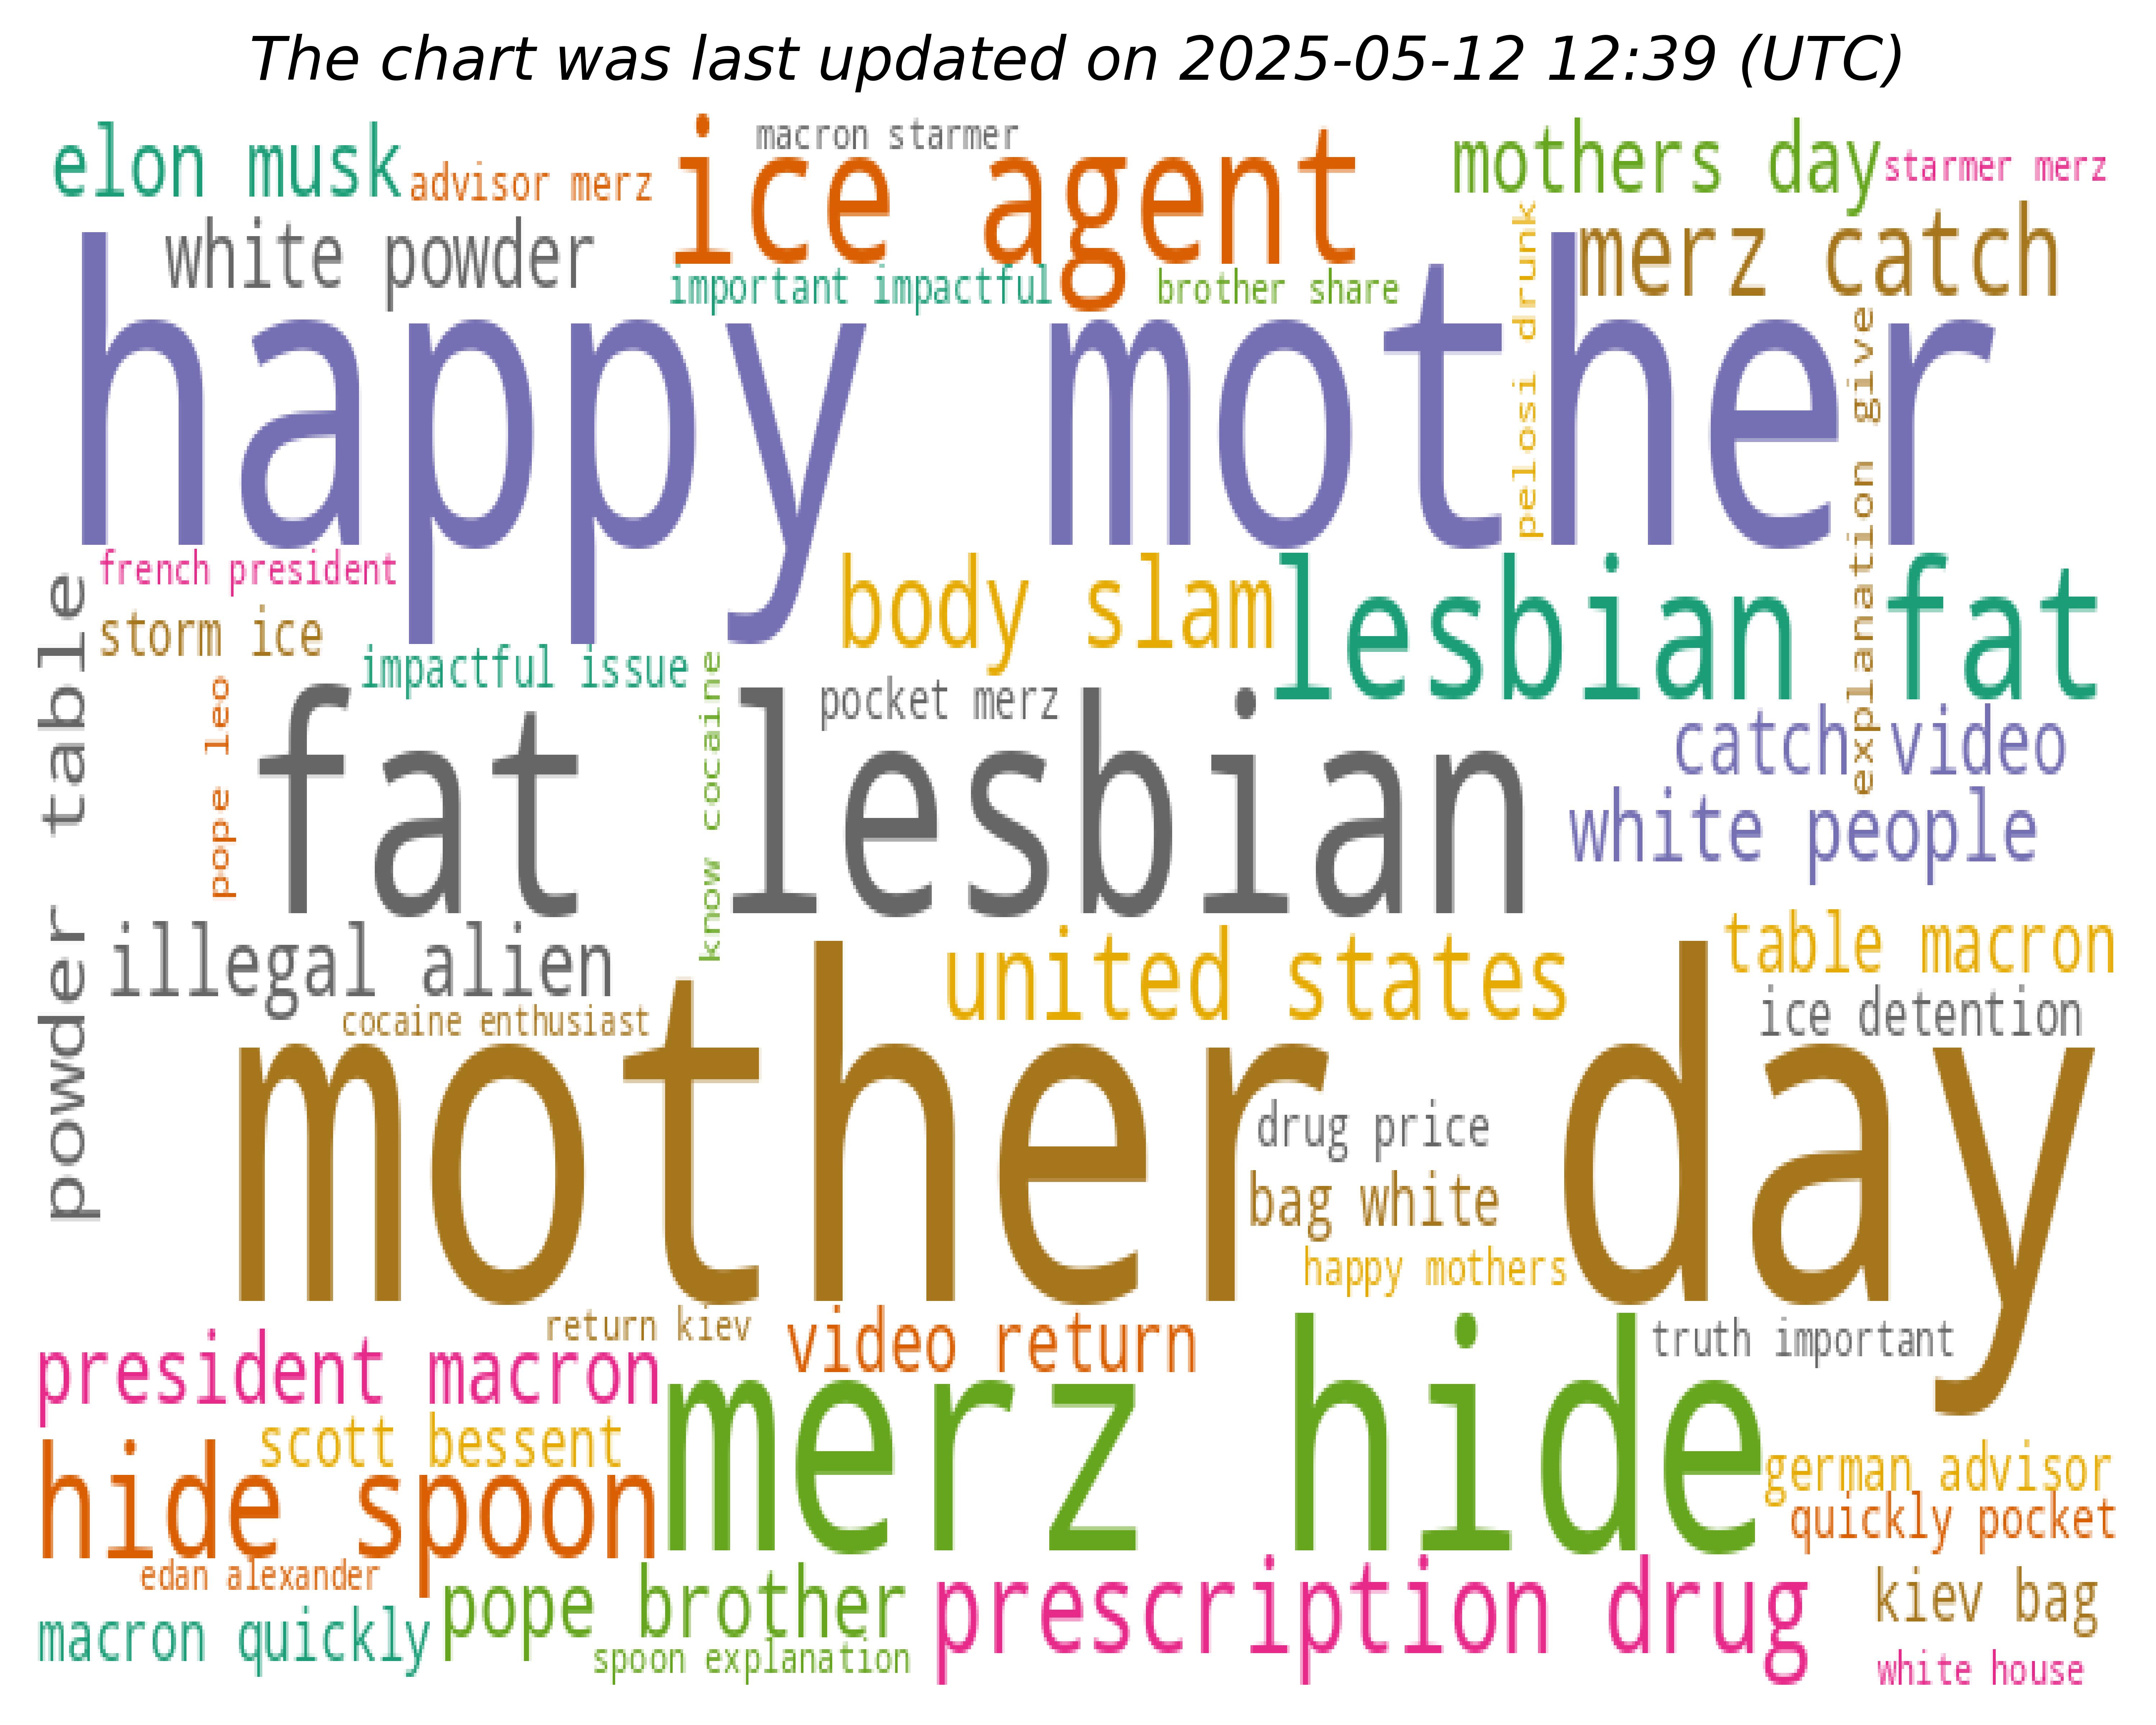 The chart was last updated on 2025-05-12 12:39 (UTC)
macron starmer
elon musk
advisor merz
ice agent
mothers day
starmer merz
white powder
important impactful
brother share
pelosi drunk
merz catch
happy mother
explanation give
french president
body slam
lesbian fat
powder table
storm ice
impactful issue
pocket merz
pope leo
fat lesbian
know cocaine
catch video
white people
illegal alien
united states
table macron
cocaine enthusiast
ice detention
mother day
drug price
bag white
happy mothers
return kiev
video return
truth important
president macron
merz hide
scott bessent
hide spoon
german advisor
quickly pocket
edan alexander
pope brother
prescription drug
kiev bag
macron quickly
spoon explanation
white house